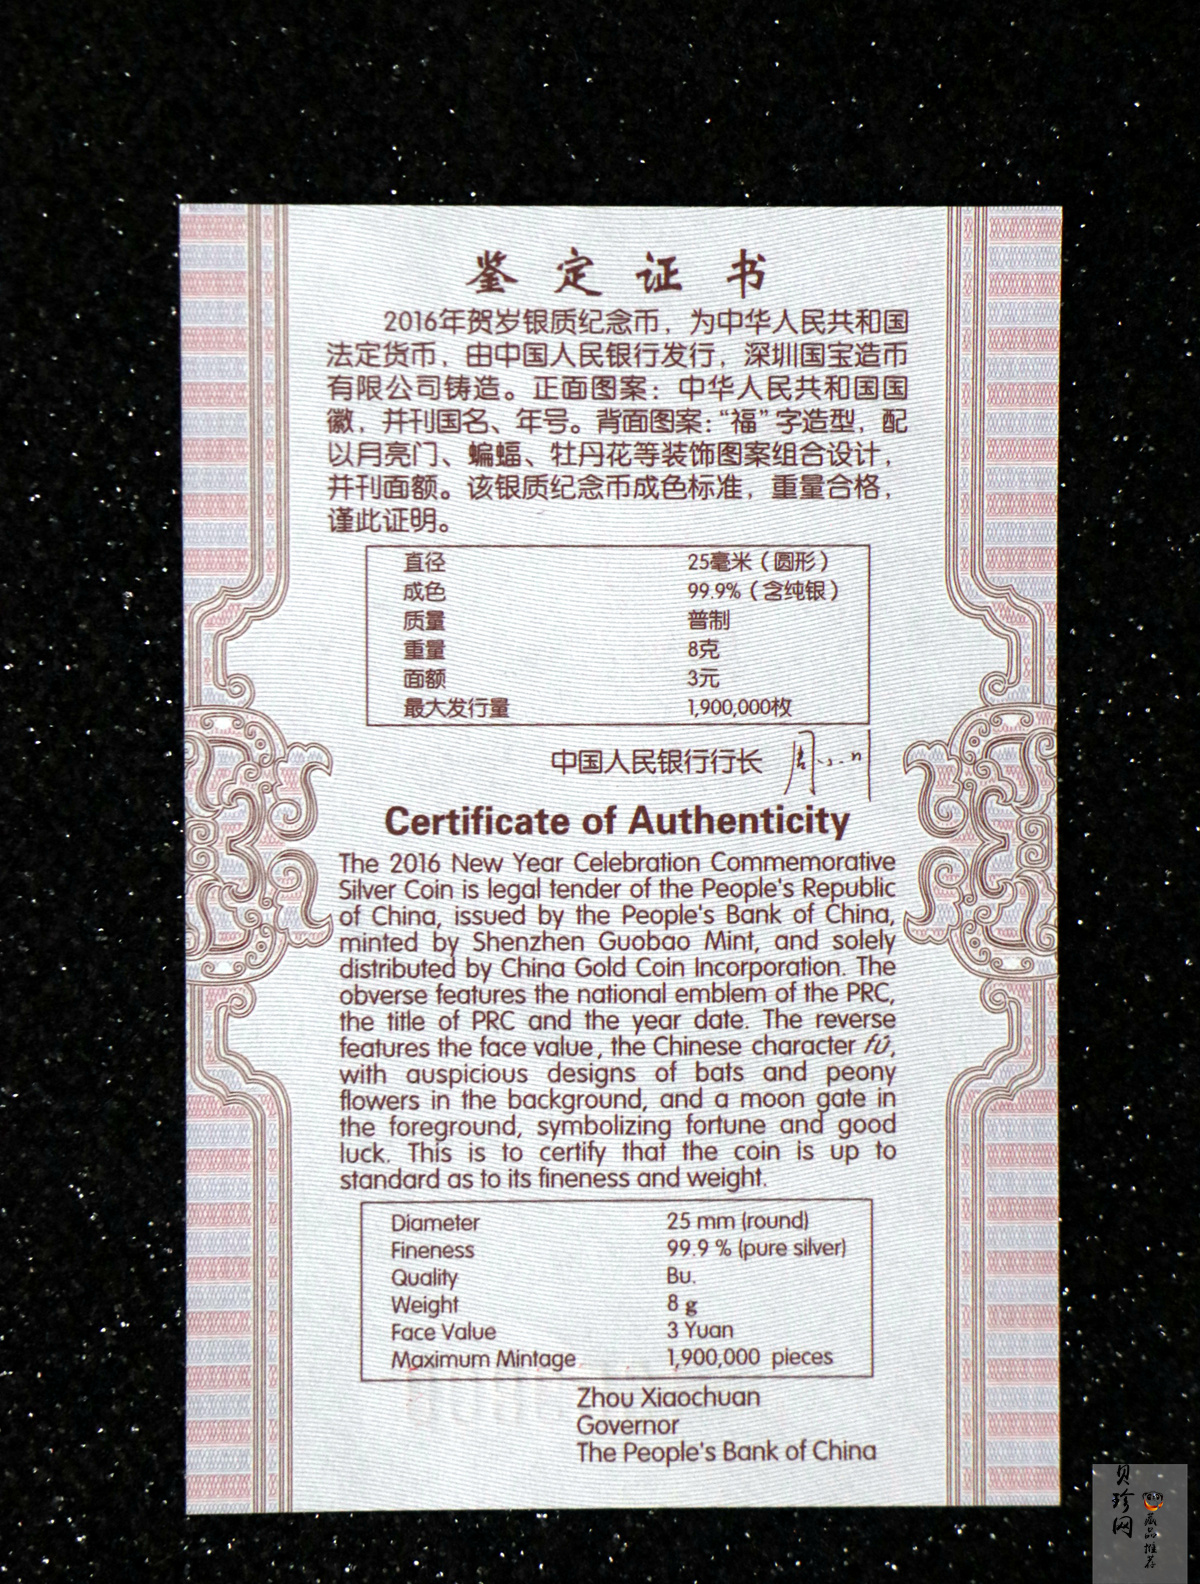 鉴定证书
2016年贺岁银质纪念币，为中华人民共和国
法定货币，由中国人民银行发行，深圳国宝造币
有限公司铸造。正面图案：中华人民共和国国
徽，并刊国名、年号。背面图案：“福”字造型，配
以月亮门、蝙蝠、牡丹花等装饰图案组合设计，
并刊面额。该银质纪念币成色标准，重量合格，
谨此证明。
直径 25毫米（圆形）
成色 99.9%（含纯银）
质量 普制
重量 8克
面额 3元
最大发行量 1,900,000枚
中国人民银行行长 周小川
Certificate of Authenticity
The 2016 New Year Celebration Commemorative
Silver Coin is legal tender of the People's Republic
of China, issued by the People's Bank of China,
minted by Shenzhen Guobao Mint, and solely
distributed by China Gold Coin Incorporation. The
obverse features the national emblem of the PRC,
the title of PRC and the year date. The reverse
features the face value, the Chinese character fú,
with auspicious designs of bats and peony
flowers in the background, and a moon gate in
the foreground, symbolizing fortune and good
luck. This is to certify that the coin is up to
standard as to its fineness and weight.
Diameter 25 mm (round)
Fineness 99.9 % (pure silver)
Quality Bu.
Weight 8 g
Face Value 3 Yuan
Maximum Mintage 1,900,000 pieces
Zhou Xiaochuan
Governor
The People's Bank of China
贝珍网
藏品推荐